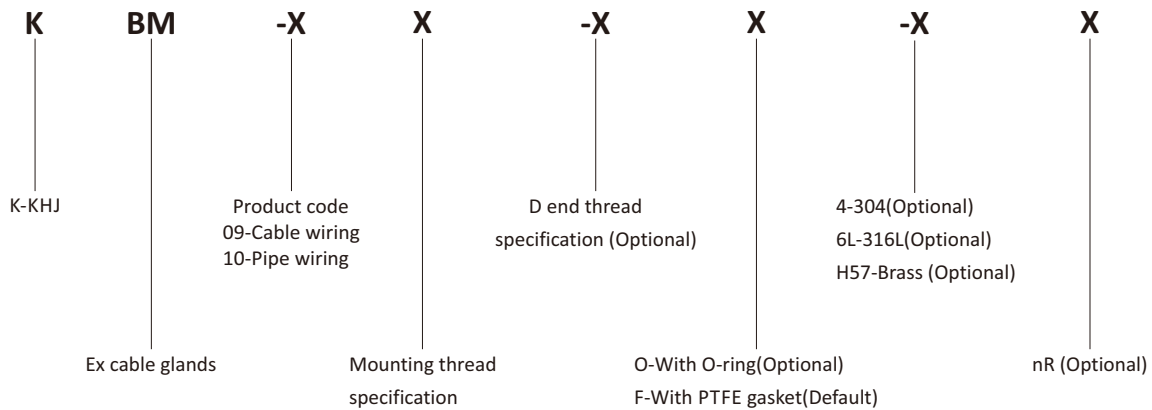 K BM -X X -X X -X X
K-KHJ
Product code
09-Cable wiring
10-Pipe wiring
D end thread
specification (Optional)
4-304(Optional)
6L-316L(Optional)
H57-Brass (Optional)
Ex cable glands
Mounting thread
specification
O-With O-ring(Optional)
F-With PTFE gasket(Default)
nR (Optional)